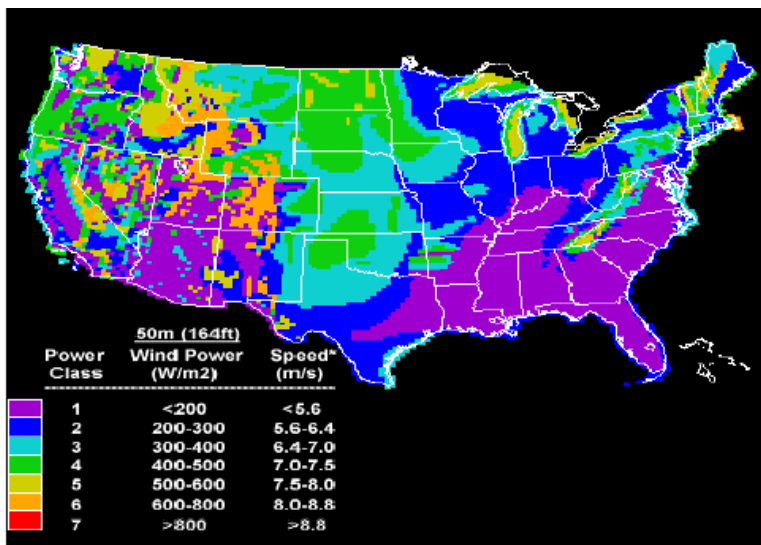 50m (164ft)
Power Wind Power Speed*
Class (W/m2) (m/s)
1 <200 <5.6
2 200-300 5.6-6.4
3 300-400 6.4-7.0
4 400-500 7.0-7.5
5 500-600 7.5-8.0
6 600-800 8.0-8.8
7 >800 >8.8